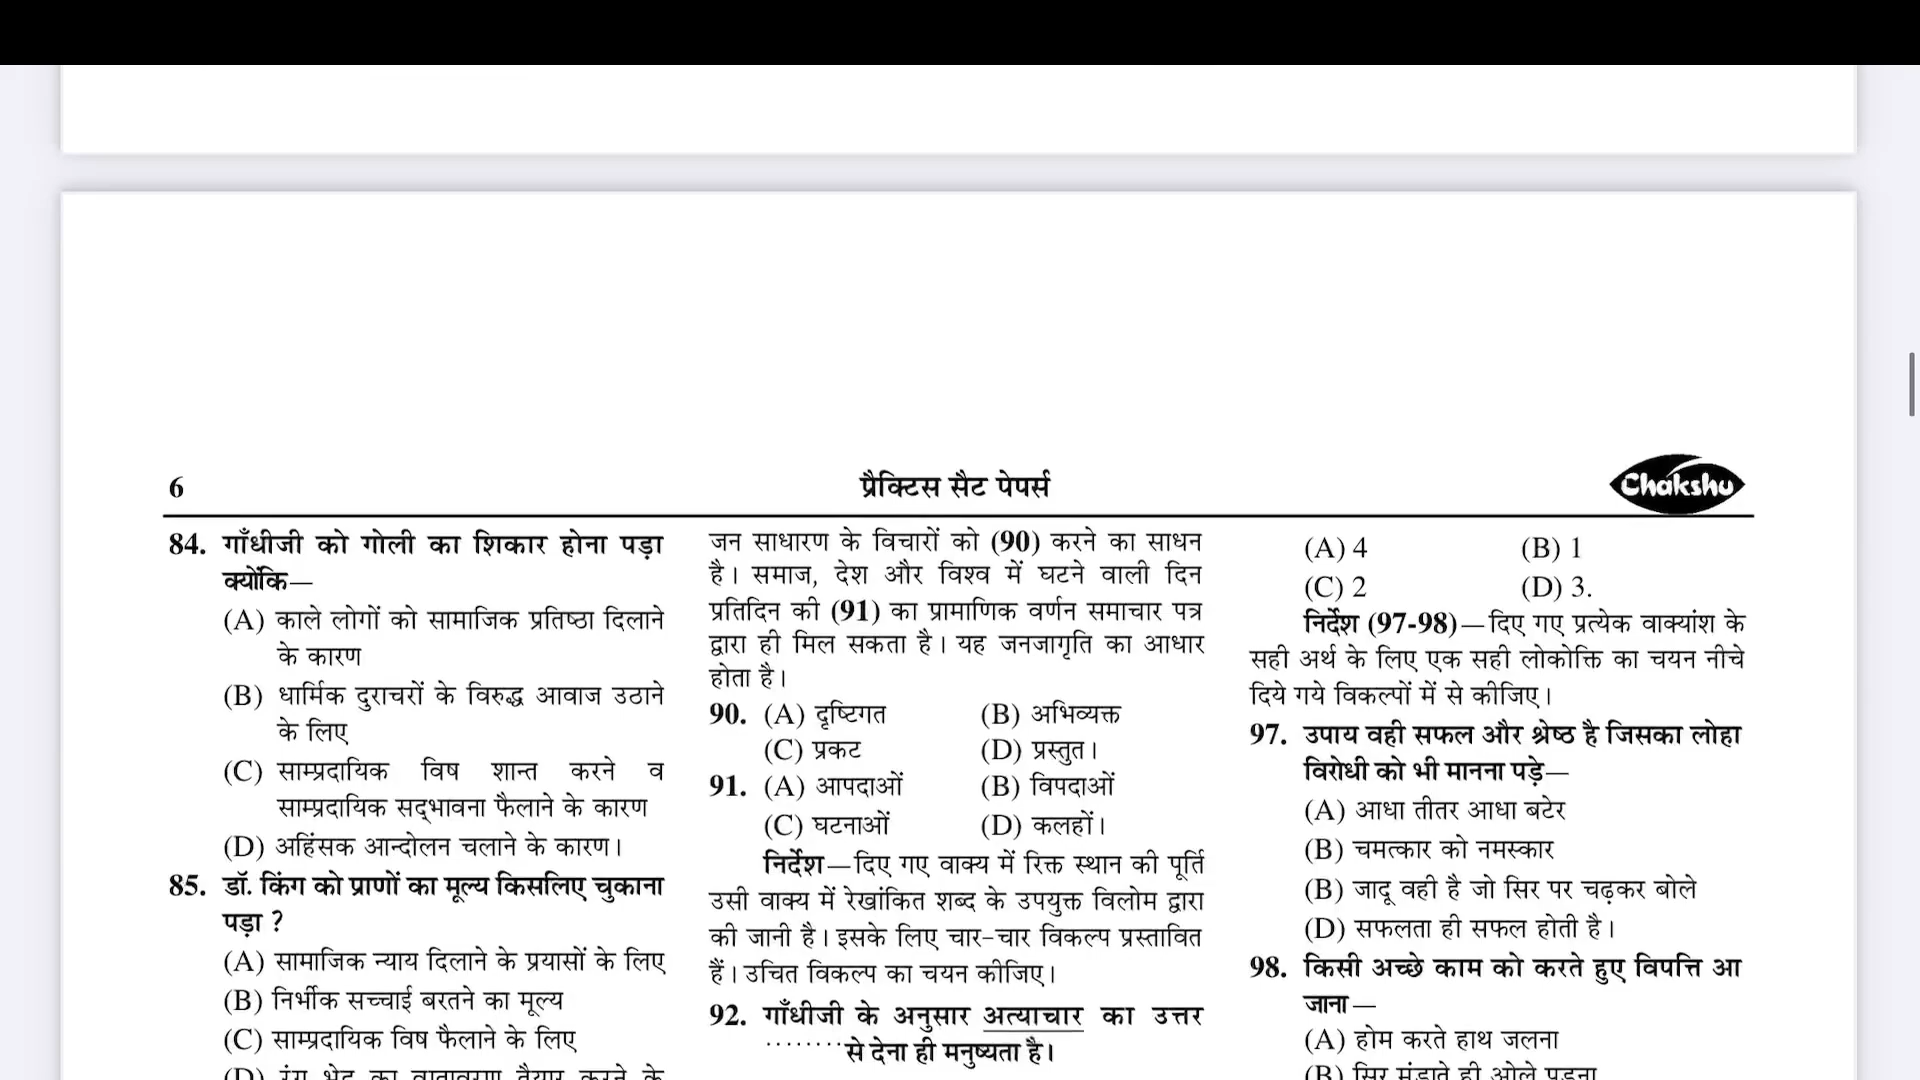 6
प्रैक्टिस सैट पेपर्स
Chakshu
84. गाँधीजी को गोली का शिकार होना पड़ा
क्योंकि—
(A) काले लोगों को सामाजिक प्रतिष्ठा दिलाने
के कारण
(B) धार्मिक दुराचरों के विरुद्ध आवाज उठाने
के लिए
(C) साम्प्रदायिक विष शान्त करने व
साम्प्रदायिक सद्भावना फैलाने के कारण
(D) अहिंसक आन्दोलन चलाने के कारण।
85. डॉ. किंग को प्राणों का मूल्य किसलिए चुकाना
पड़ा ?
(A) सामाजिक न्याय दिलाने के प्रयासों के लिए
(B) निर्भीक सच्चाई बरतने का मूल्य
(C) साम्प्रदायिक विष फैलाने के लिए
(D) रंग भेद का वातावरण तैयार करने के
जन साधारण के विचारों को (90) करने का साधन
है। समाज, देश और विश्व में घटने वाली दिन
प्रतिदिन की (91) का प्रामाणिक वर्णन समाचार पत्र
द्वारा ही मिल सकता है। यह जनजागृति का आधार
होता है।
90. (A) दृष्टिगत (B) अभिव्यक्त
(C) प्रकट (D) प्रस्तुत।
91. (A) आपदाओं (B) विपदाओं
(C) घटनाओं (D) कलहों।
निर्देश—दिए गए वाक्य में रिक्त स्थान की पूर्ति
उसी वाक्य में रेखांकित शब्द के उपयुक्त विलोम द्वारा
की जानी है। इसके लिए चार-चार विकल्प प्रस्तावित
हैं। उचित विकल्प का चयन कीजिए।
92. गाँधीजी के अनुसार अत्याचार का उत्तर
........से देना ही मनुष्यता है।
(A) 4 (B) 1
(C) 2 (D) 3.
निर्देश (97-98)—दिए गए प्रत्येक वाक्यांश के
सही अर्थ के लिए एक सही लोकोक्ति का चयन नीचे
दिये गये विकल्पों में से कीजिए।
97. उपाय वही सफल और श्रेष्ठ है जिसका लोहा
विरोधी को भी मानना पड़े—
(A) आधा तीतर आधा बटेर
(B) चमत्कार को नमस्कार
(B) जादू वही है जो सिर पर चढ़कर बोले
(D) सफलता ही सफल होती है।
98. किसी अच्छे काम को करते हुए विपत्ति आ
जाना—
(A) होम करते हाथ जलना
(B) सिर मुंडाते ही ओले पड़ना